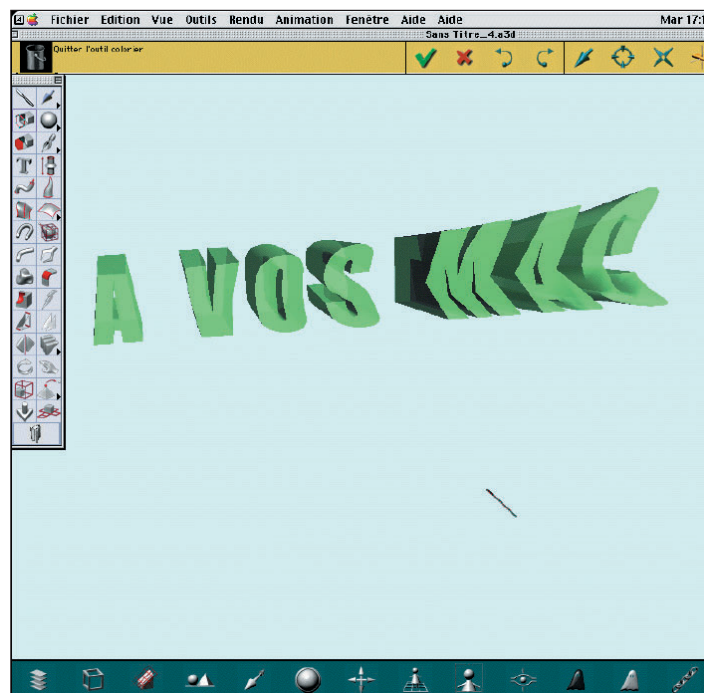 Fichier Edition Vue Outils Rendu Animation Fenêtre Aide Aide Mar 17:1
Sans Titre_4.a3d
Quitter l'outil colorier
T
A VOS MAC